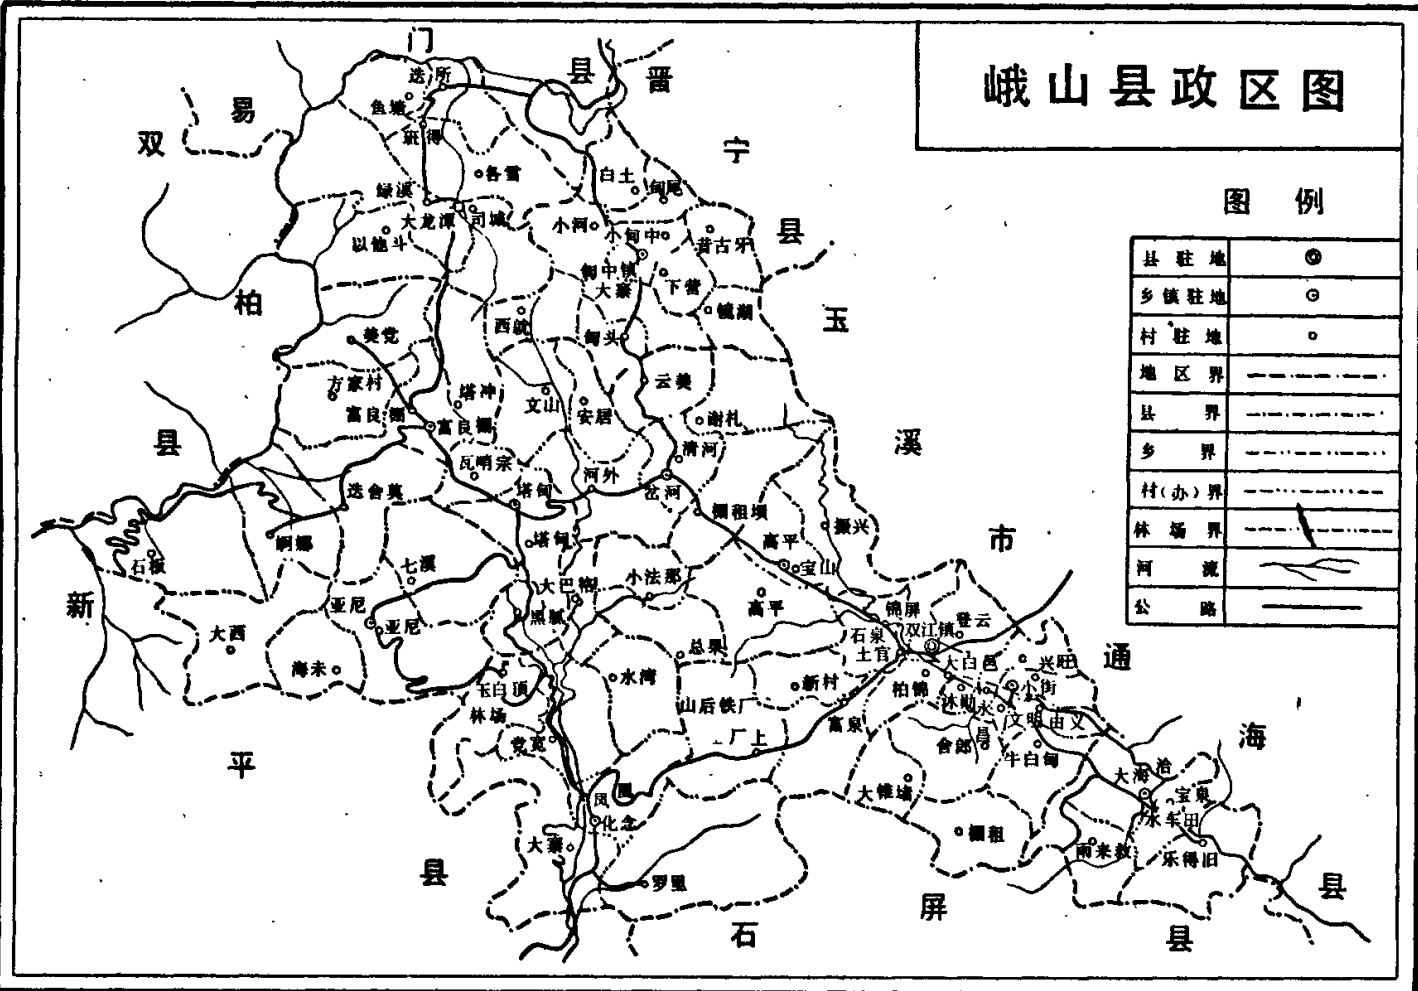 峨山县政区图
图 例
县驻地
乡镇驻地
村驻地
地区界
县界
乡界
村(办)界
林场界
河流
公路
易门县
双柏县
晋宁县
玉溪市
通海县
石屏县
新平县
迭所
鱼塘
班得
各雪
绿溪
大龙潭
司城
以他斗
白土
甸尾
小河
小甸中
昔古牙
甸中镇
大寨
下营
镜湖
西就
甸头
美党
方家村
富良棚
富良棚
塔冲
文山
安居
云美
谢札
清河
瓦哨宗
塔甸
河外
岔河
迭舍莫
棚租坝
振兴
高平
宝山
高平
石板
塔甸
七溪
亚尼
亚尼
大西
海未
小法那
总果
水湾
玉白顶
林场
党宽
山后铁厂
新村
富泉
厂上
锦屏
双江镇
登云
石泉
土官
大白邑
兴旺
柏锦
小街
文明
由义
舍郎
永昌
牛白甸
大海洽
宝泉
水车田
乐得旧
雨来救
棚租
凤凰
化念
大寨
罗里